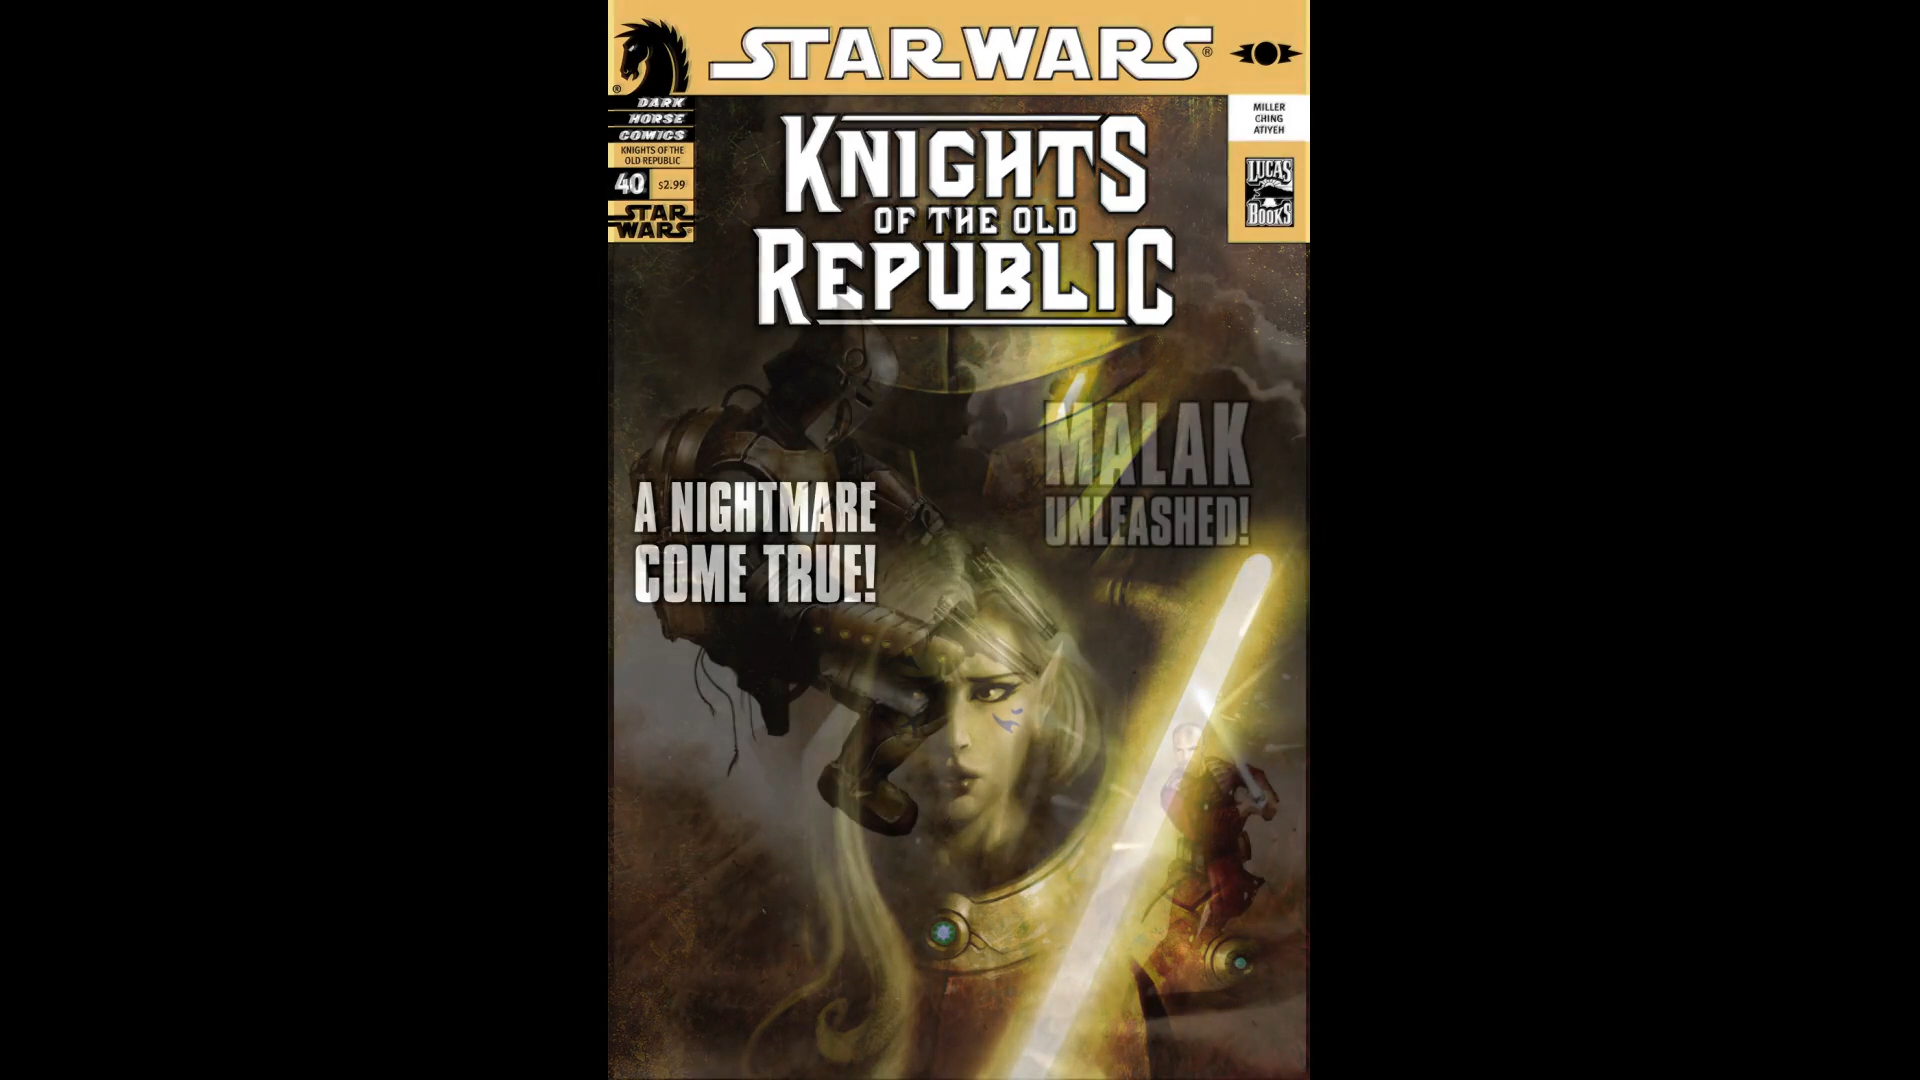 STAR WARS®
®
DARK
HORSE
COMICS
KNIGHTS OF THE
OLD REPUBLIC
40 $2.99
STAR
WARS®
MILLER
CHING
ATIYEH
LUCAS
BOOKS
KNIGHTS
OF THE OLD
REPUBLIC
MALAK
UNLEASHED!
A NIGHTMARE
COME TRUE!